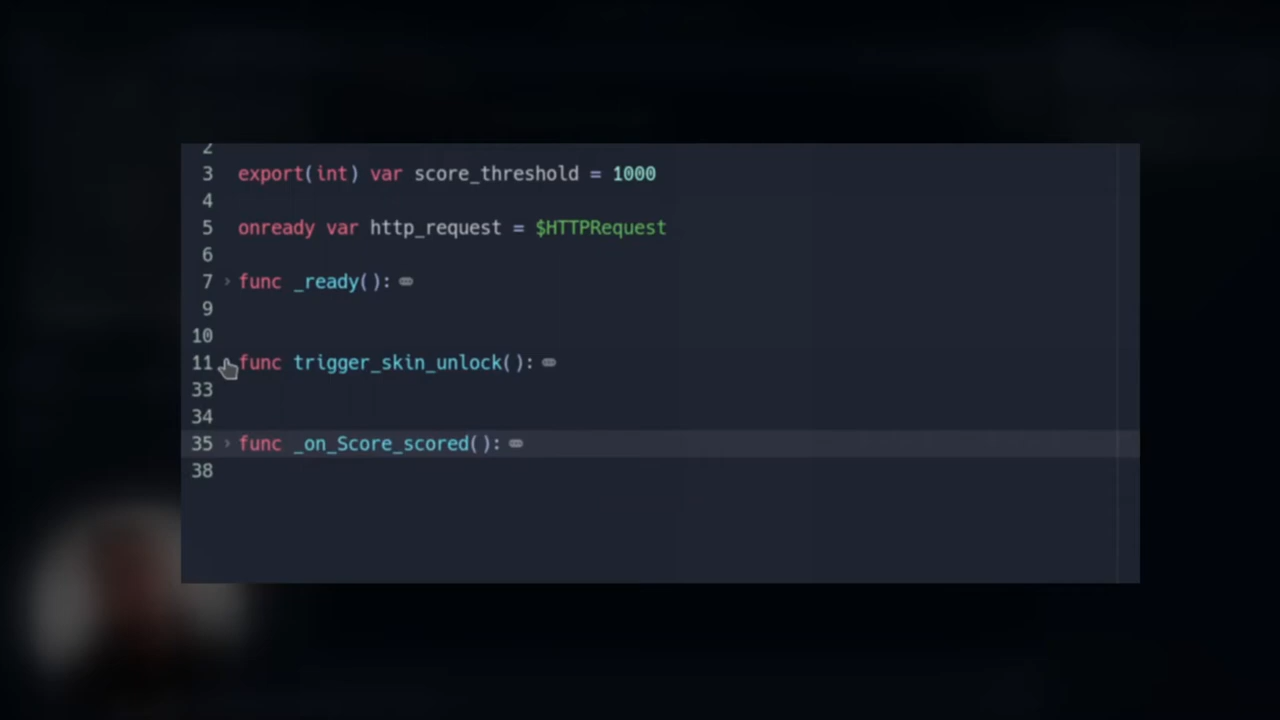 2
3 export(int) var score_threshold = 1000
4
5 onready var http_request = $HTTPRequest
6
7 func _ready():
9
10
11 func trigger_skin_unlock():
33
34
35 func _on_Score_scored():
38